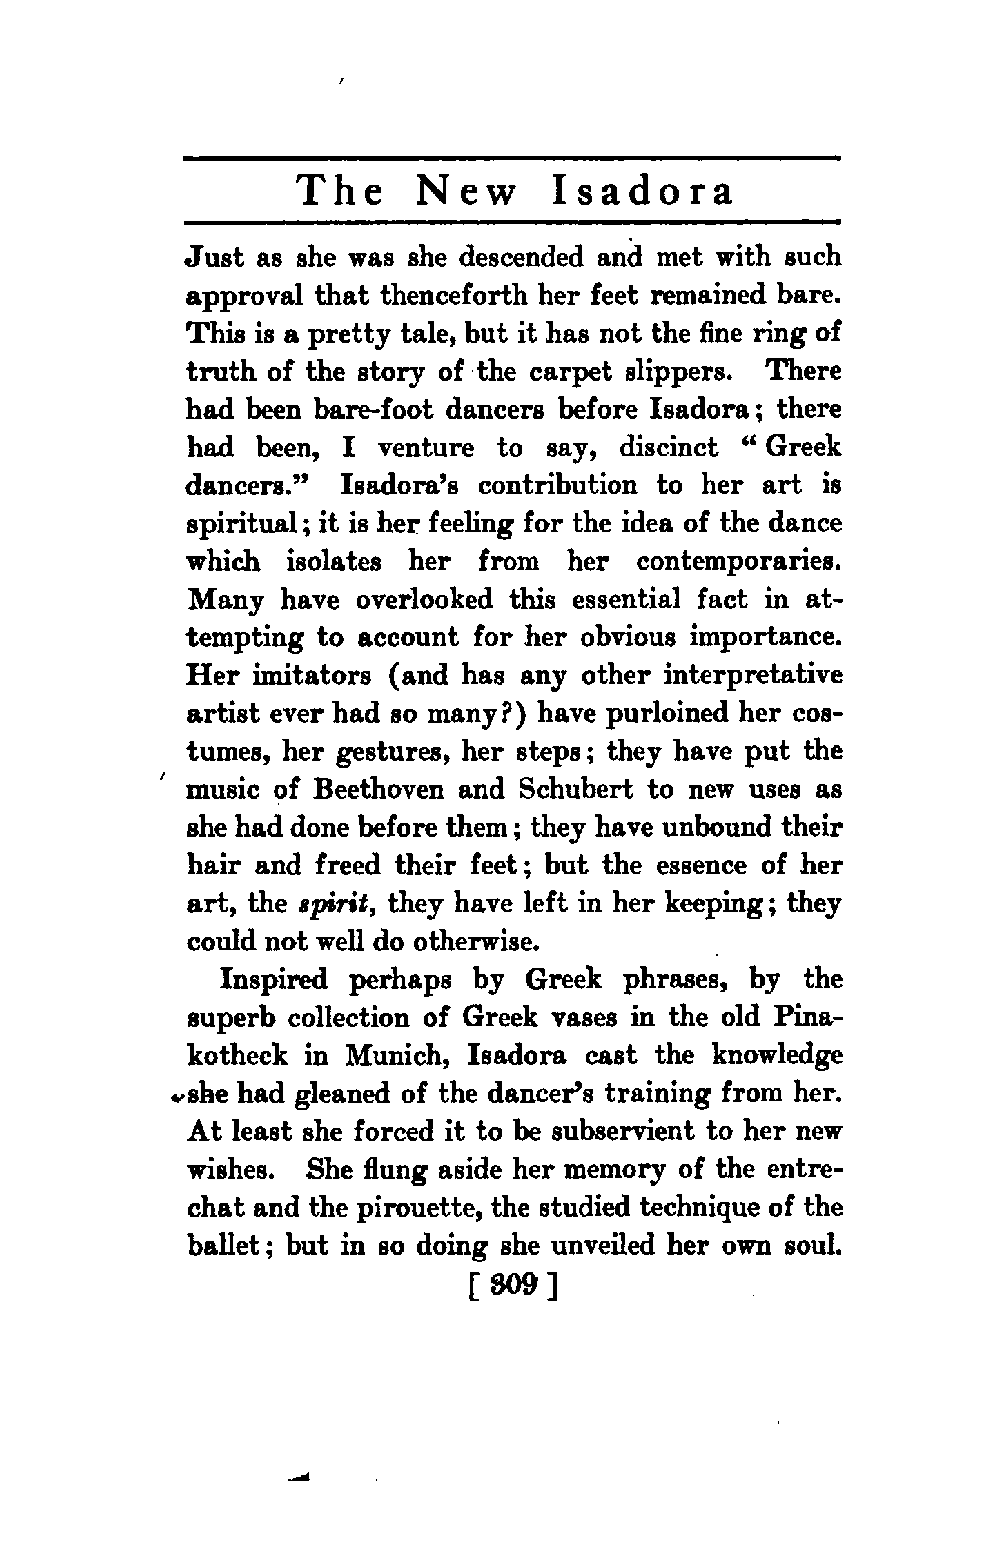 The New Isadora
Just as she was she descended and met with such
approval that thenceforth her feet remained bare.
This is a pretty tale, but it has not the fine ring of
truth of the story of the carpet slippers. There
had been bare-foot dancers before Isadora; there
had been, I venture to say, discinct “Greek
dancers.” Isadora’s contribution to her art is
spiritual; it is her feeling for the idea of the dance
which isolates her from her contemporaries.
Many have overlooked this essential fact in at-
tempting to account for her obvious importance.
Her imitators (and has any other interpretative
artist ever had so many?) have purloined her cos-
tumes, her gestures, her steps; they have put the
music of Beethoven and Schubert to new uses as
she had done before them; they have unbound their
hair and freed their feet; but the essence of her
art, the spirit, they have left in her keeping; they
could not well do otherwise.
Inspired perhaps by Greek phrases, by the
superb collection of Greek vases in the old Pina-
kotheck in Munich, Isadora cast the knowledge
she had gleaned of the dancer’s training from her.
At least she forced it to be subservient to her new
wishes. She flung aside her memory of the entre-
chat and the pirouette, the studied technique of the
ballet; but in so doing she unveiled her own soul.
[ 309 ]